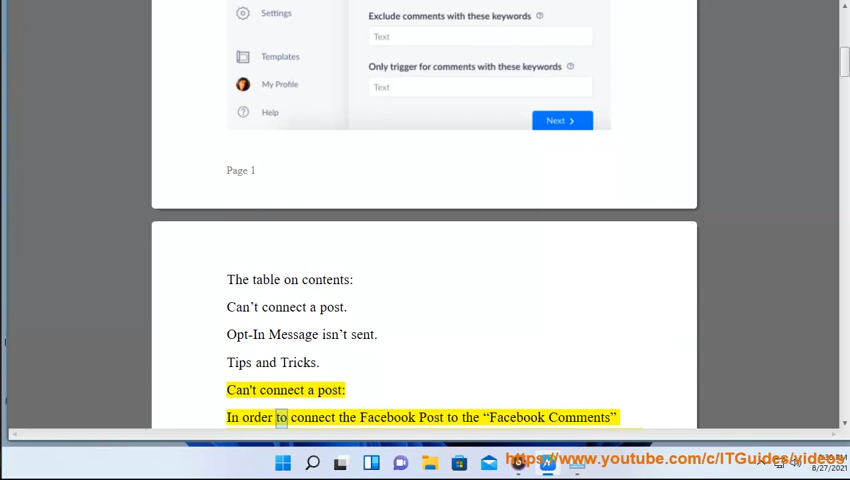 Settings
Exclude comments with these keywords
Text
Templates
Only trigger for comments with these keywords
My Profile
Text
Help
Next
Page 1
The table on contents:
Can’t connect a post.
Opt-In Message isn’t sent.
Tips and Tricks.
Can't connect a post:
In order to connect the Facebook Post to the “Facebook Comments”
https://www.youtube.com/c/ITGuides/videos
8/27/2021